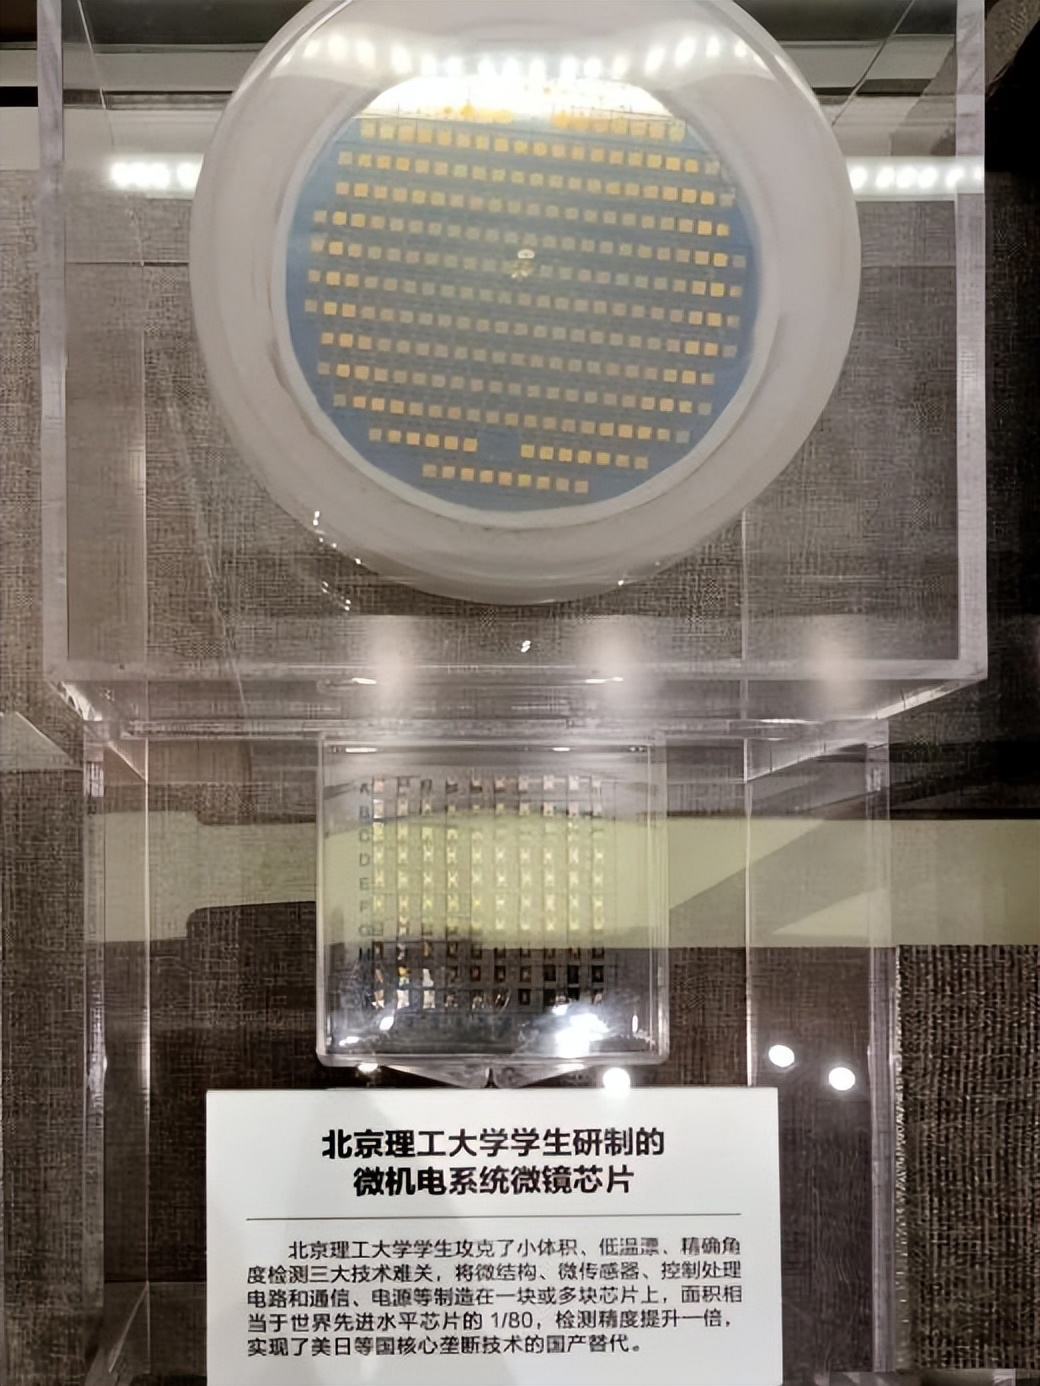 A
B
C
D
E
F
G
H
北京理工大学学生研制的
微机电系统微镜芯片
北京理工大学学生攻克了小体积、低温漂、精确角
度检测三大技术难关，将微结构、微传感器、控制处理
电路和通信、电源等制造在一块或多块芯片上，面积相
当于世界先进水平芯片的 1/80，检测精度提升一倍，
实现了美日等国核心垄断技术的国产替代。